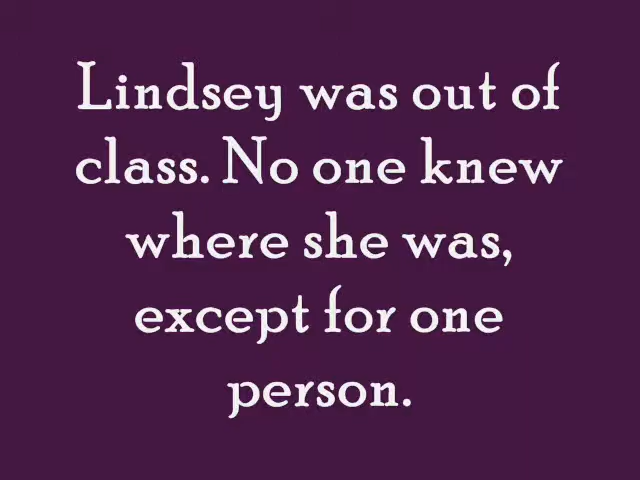 Lindsey was out of
class. No one knew
where she was,
except for one
person.